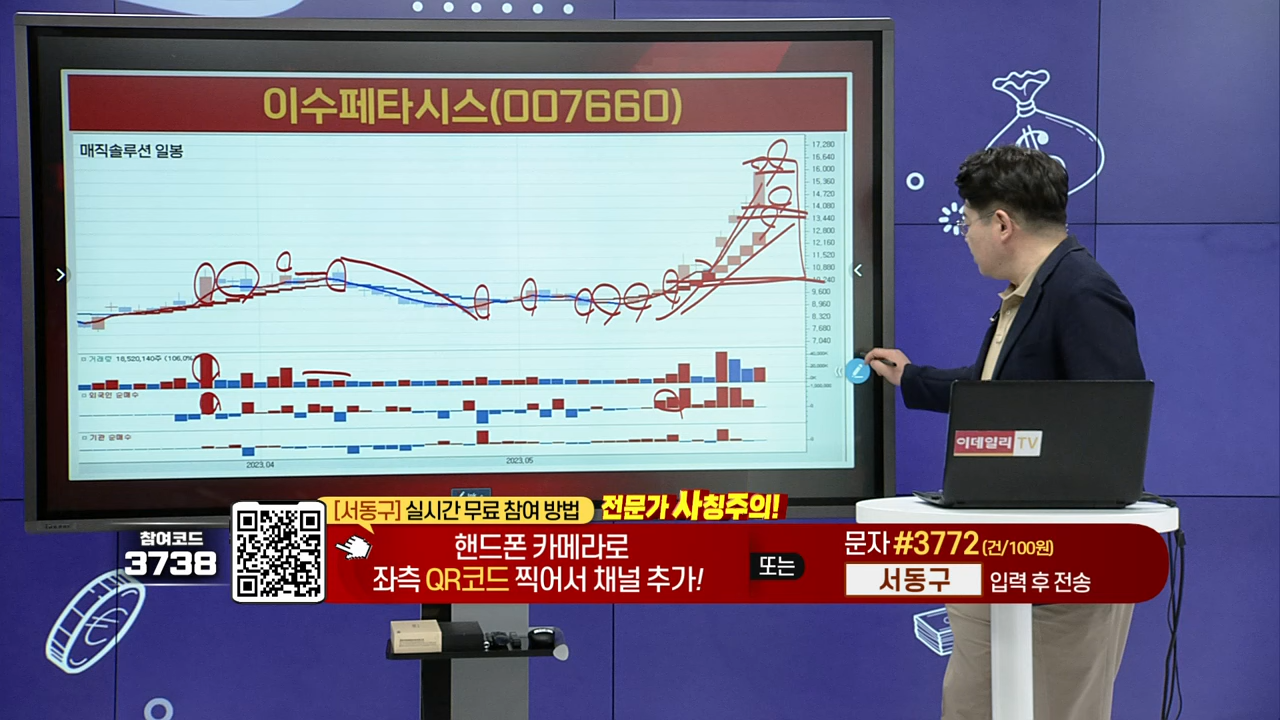 이수페타시스(007660)
매직솔루션 일봉
17,280
16,640
16,000
15,360
14,720
14,080
13,440
12,800
12,160
11,520
10,880
10,240
9,600
8,960
8,320
7,680
7,040
거래량 18,520,140주 (106.0%
외국인 순매수
기관 순매수
2023.04
2023.05
이데일리 TV
[서동구] 실시간 무료 참여 방법
전문가 사칭주의!
참여코드
3738
핸드폰 카메라로
좌측 QR코드 찍어서 채널 추가!
또는
문자 #3772 (건/100원)
서동구 입력 후 전송